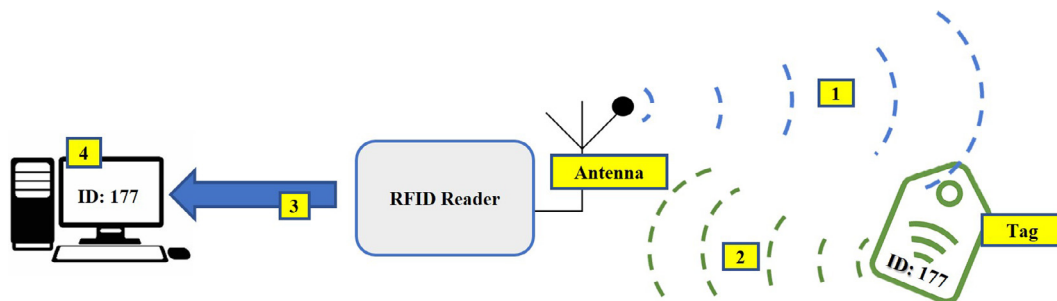 4
ID: 177
3
RFID Reader
Antenna
1
2
Tag
ID: 177